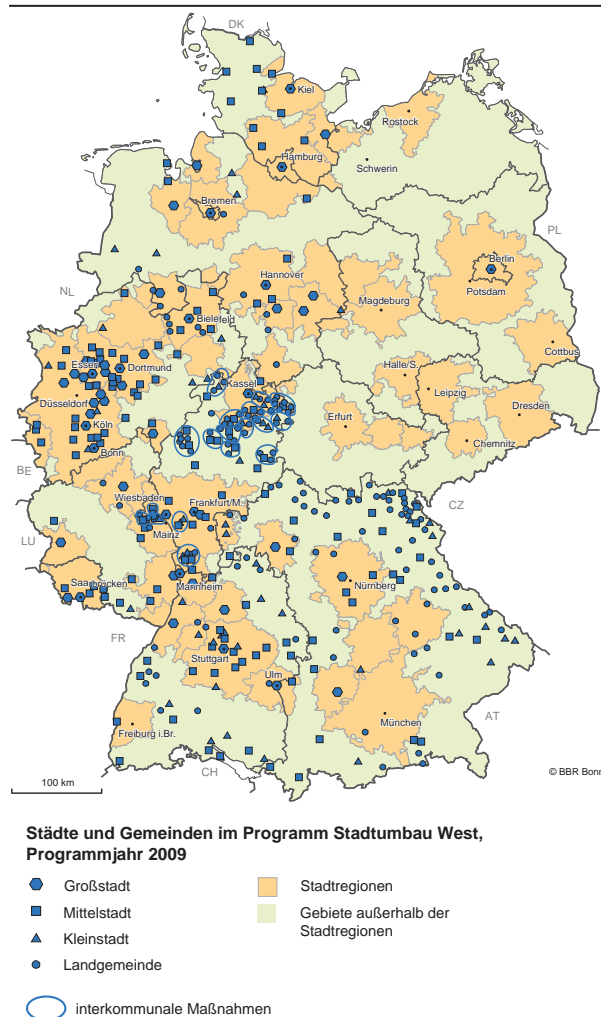 DK
Kiel
Rostock
Hamburg
Schwerin
Bremen
PL
Berlin
NL
Hannover
Potsdam
Magdeburg
Bielefeld
Cottbus
Essen
Dortmund
Kassel
Halle/S.
Leipzig
Düsseldorf
Dresden
Erfurt
Köln
Chemnitz
Bonn
BE
Wiesbaden
Frankfurt/M.
CZ
Mainz
LU
Saarbrücken
Mannheim
Nürnberg
FR
Stuttgart
Ulm
AT
München
Freiburg i.Br.
CH
© BBR Bonn
100 km
Städte und Gemeinden im Programm Stadtumbau West,
Programmjahr 2009
Großstadt
Mittelstadt
Kleinstadt
Landgemeinde
interkommunale Maßnahmen
Stadtregionen
Gebiete außerhalb der
Stadtregionen